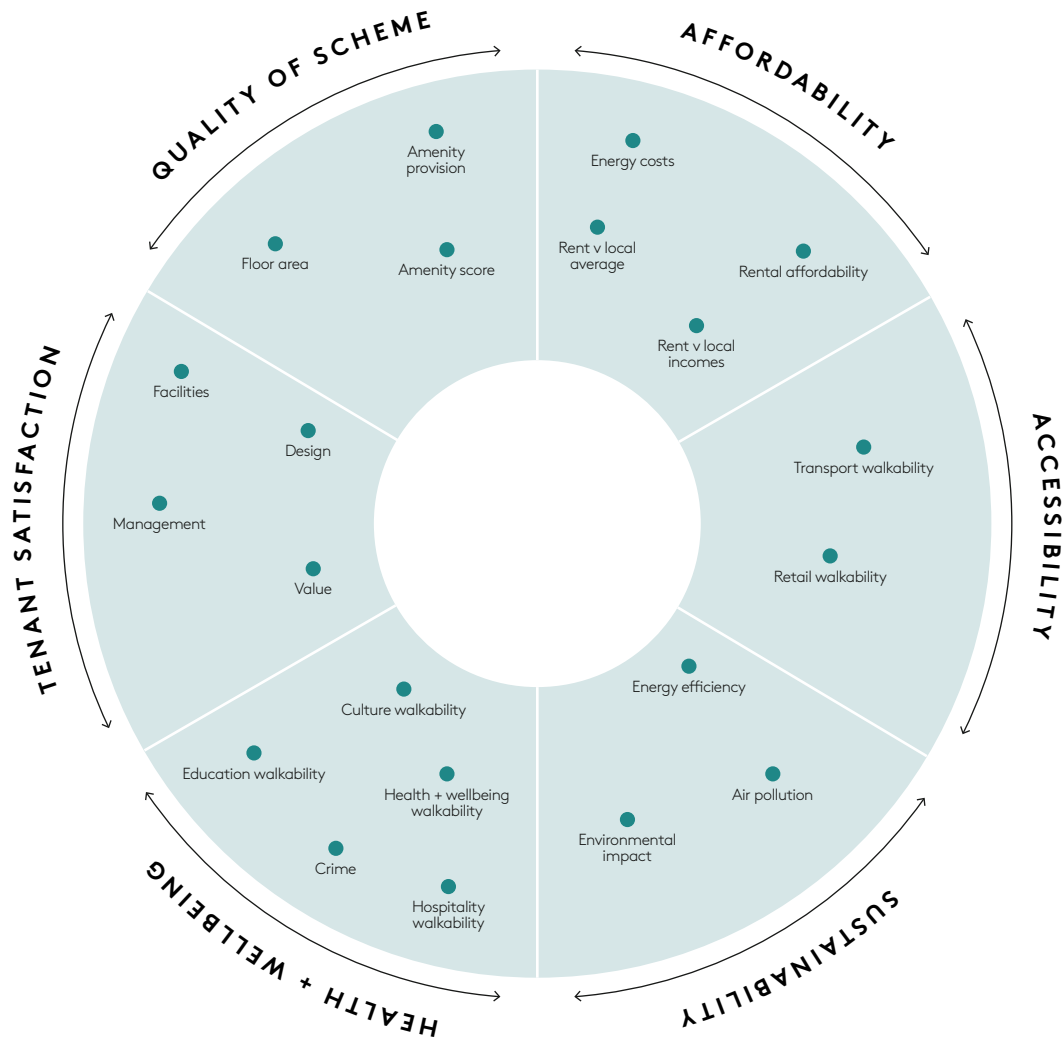 QUALITY OF SCHEME
Amenity
provision
Floor area
Amenity score
AFFORDABILITY
Energy costs
Rent v local
average
Rental affordability
Rent v local
incomes
ACCESSIBILITY
Transport walkability
Retail walkability
SUSTAINABILITY
Energy efficiency
Air pollution
Environmental
impact
HEALTH + WELLBEING
Culture walkability
Education walkability
Health + wellbeing
walkability
Crime
Hospitality
walkability
TENANT SATISFACTION
Facilities
Design
Management
Value